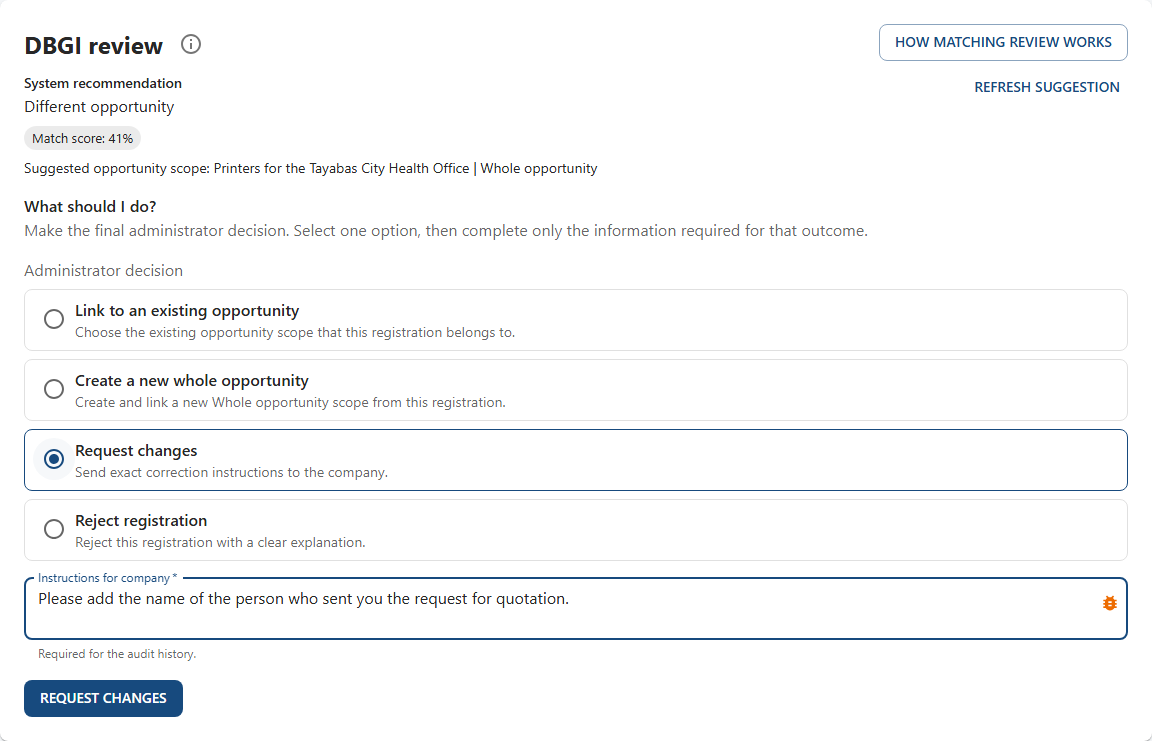 DBGI review
HOW MATCHING REVIEW WORKS
System recommendation
REFRESH SUGGESTION
Different opportunity
Match score: 41%
Suggested opportunity scope: Printers for the Tayabas City Health Office | Whole opportunity
What should I do?
Make the final administrator decision. Select one option, then complete only the information required for that outcome.
Administrator decision
Link to an existing opportunity
Choose the existing opportunity scope that this registration belongs to.
Create a new whole opportunity
Create and link a new Whole opportunity scope from this registration.
Request changes
Send exact correction instructions to the company.
Reject registration
Reject this registration with a clear explanation.
Instructions for company *
Please add the name of the person who sent you the request for quotation.
Required for the audit history.
REQUEST CHANGES